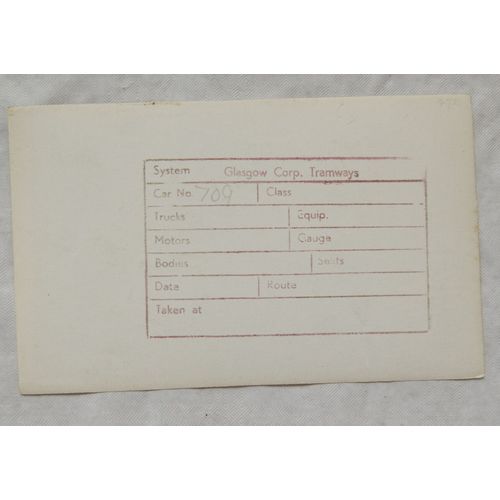 System Glasgow Corp. Tramways
Car No. 709 Class
Trucks Equip.
Motors Gauge
Bodies Seats
Date Route
Taken at